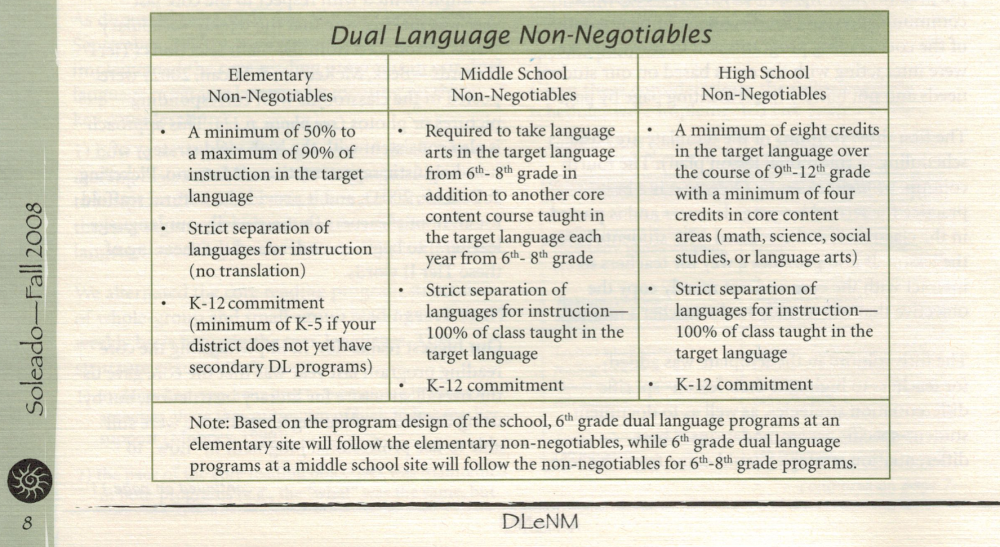 Dual Language Non-Negotiables
Elementary
Non-Negotiables
Middle School
Non-Negotiables
High School
Non-Negotiables
• A minimum of 50% to
a maximum of 90% of
instruction in the target
language
• Strict separation of
languages for instruction
(no translation)
• K-12 commitment
(minimum of K-5 if your
district does not yet have
secondary DL programs)
• Required to take language
arts in the target language
from 6th- 8th grade in
addition to another core
content course taught in
the target language each
year from 6th- 8th grade
• Strict separation of
languages for instruction—
100% of class taught in the
target language
• K-12 commitment
• A minimum of eight credits
in the target language over
the course of 9th-12th grade
with a minimum of four
credits in core content
areas (math, science, social
studies, or language arts)
• Strict separation of
languages for instruction—
100% of class taught in the
target language
• K-12 commitment
Note: Based on the program design of the school, 6th grade dual language programs at an
elementary site will follow the elementary non-negotiables, while 6th grade dual language
programs at a middle school site will follow the non-negotiables for 6th-8th grade programs.
Soleado—Fall 2008
8
DLeNM